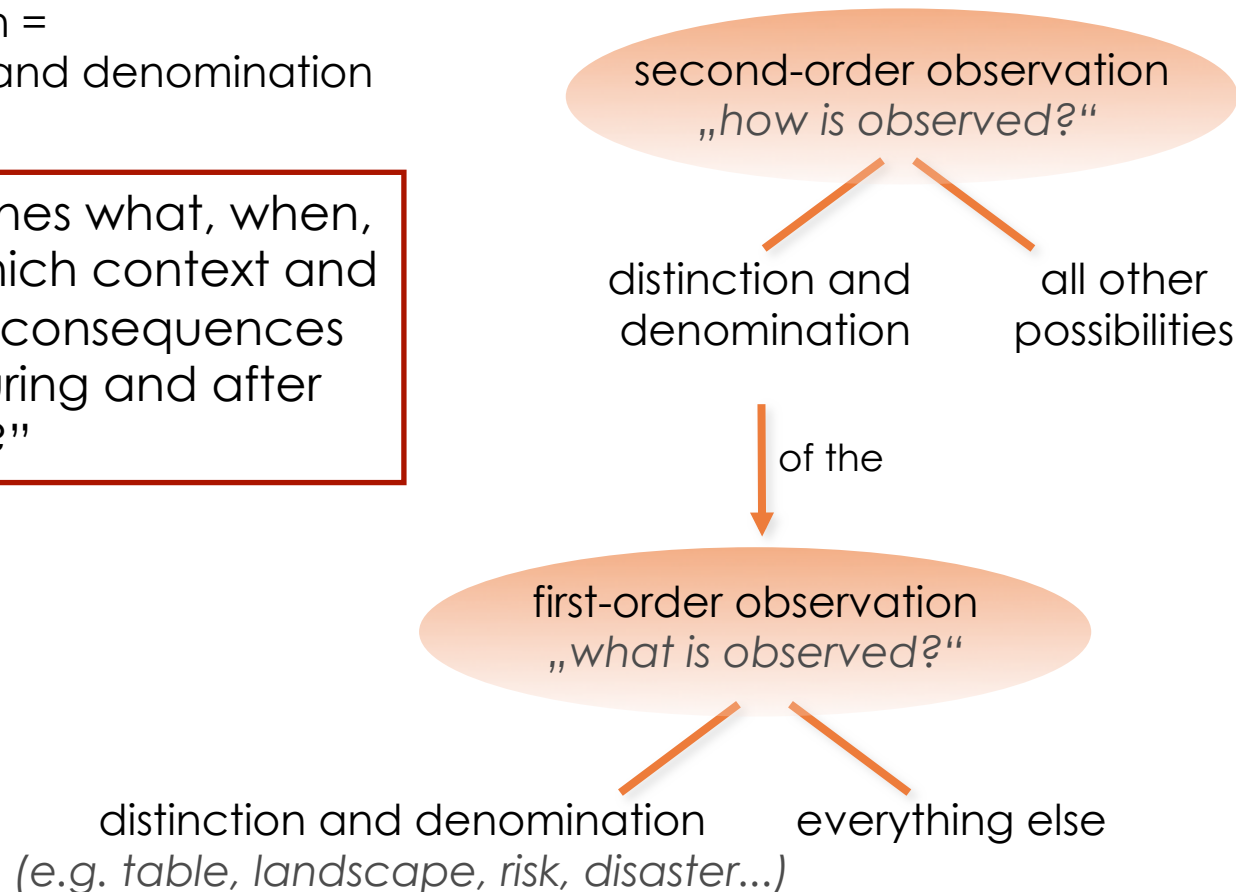 n =
and denomination
nes what, when,
hich context and
consequences
uring and after
?”
second-order observation
„how is observed?“
distinction and
denomination
all other
possibilities
of the
first-order observation
„what is observed?“
distinction and denomination
everything else
(e.g. table, landscape, risk, disaster...)